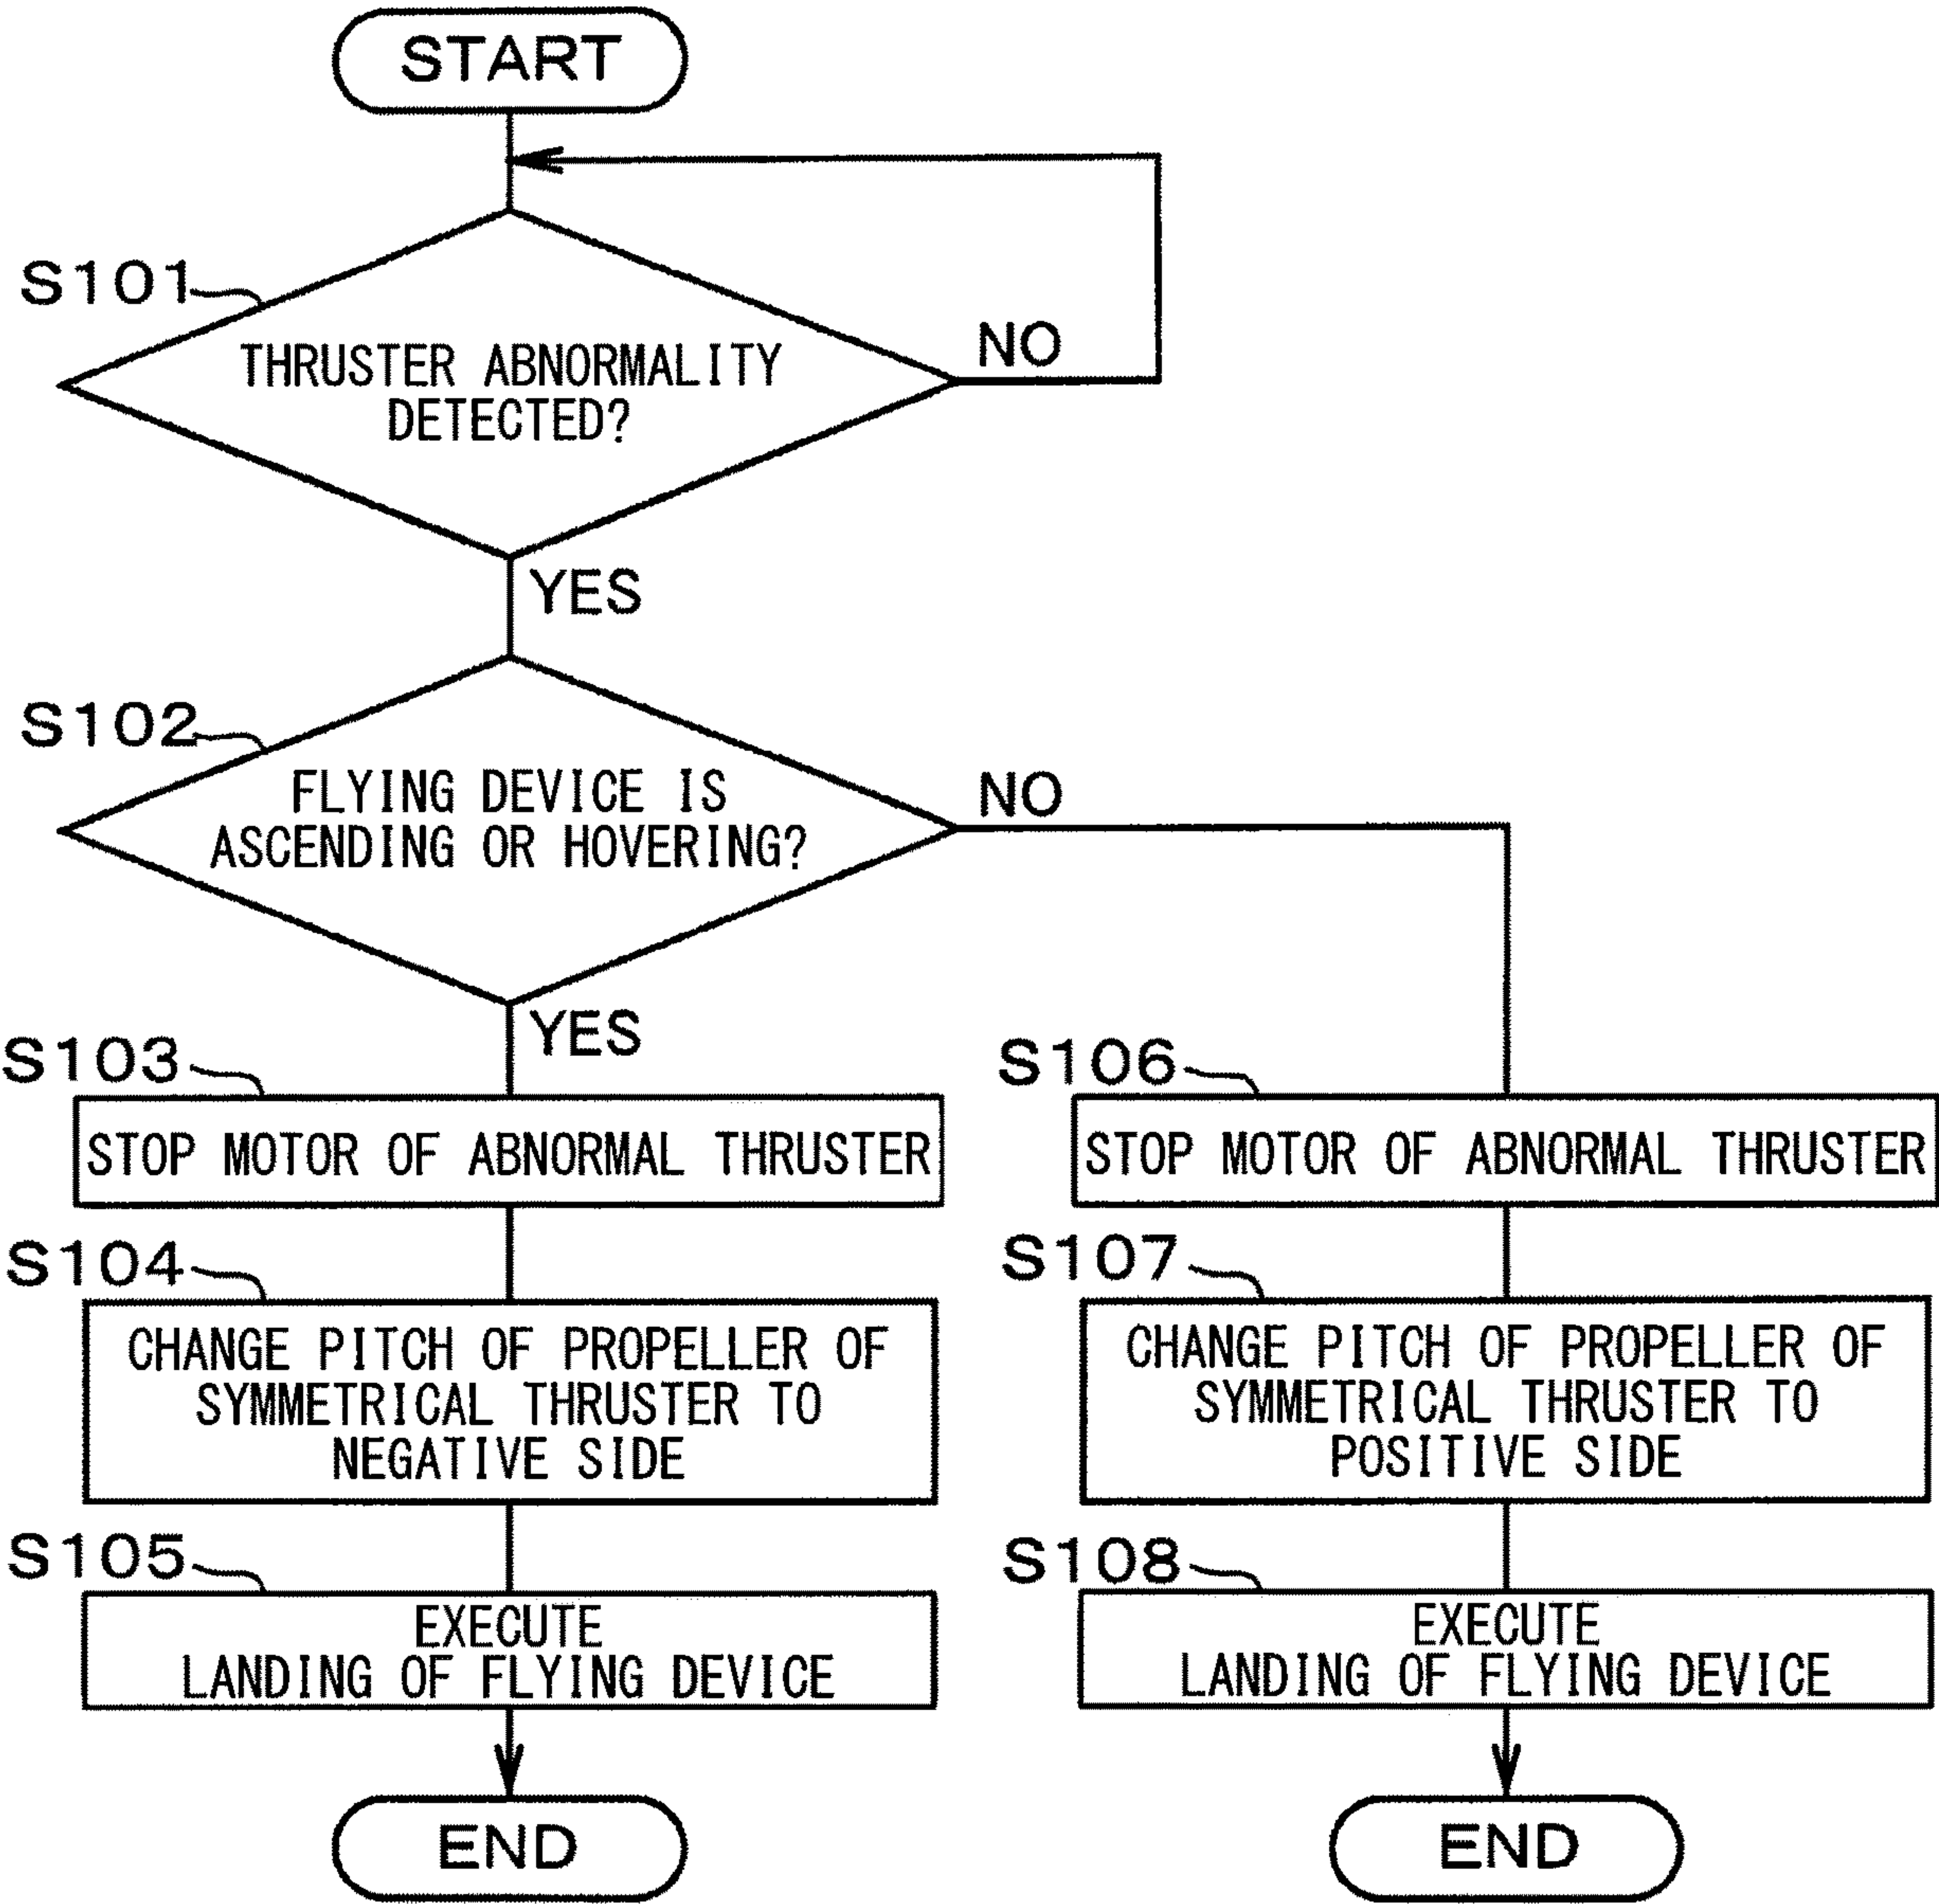 START
S101
THRUSTER ABNORMALITY
DETECTED?
NO
YES
S102
FLYING DEVICE IS
ASCENDING OR HOVERING?
NO
YES
S103
STOP MOTOR OF ABNORMAL THRUSTER
S104
CHANGE PITCH OF PROPELLER OF
SYMMETRICAL THRUSTER TO
NEGATIVE SIDE
S105
EXECUTE
LANDING OF FLYING DEVICE
END
S106
STOP MOTOR OF ABNORMAL THRUSTER
S107
CHANGE PITCH OF PROPELLER OF
SYMMETRICAL THRUSTER TO
POSITIVE SIDE
S108
EXECUTE
LANDING OF FLYING DEVICE
END